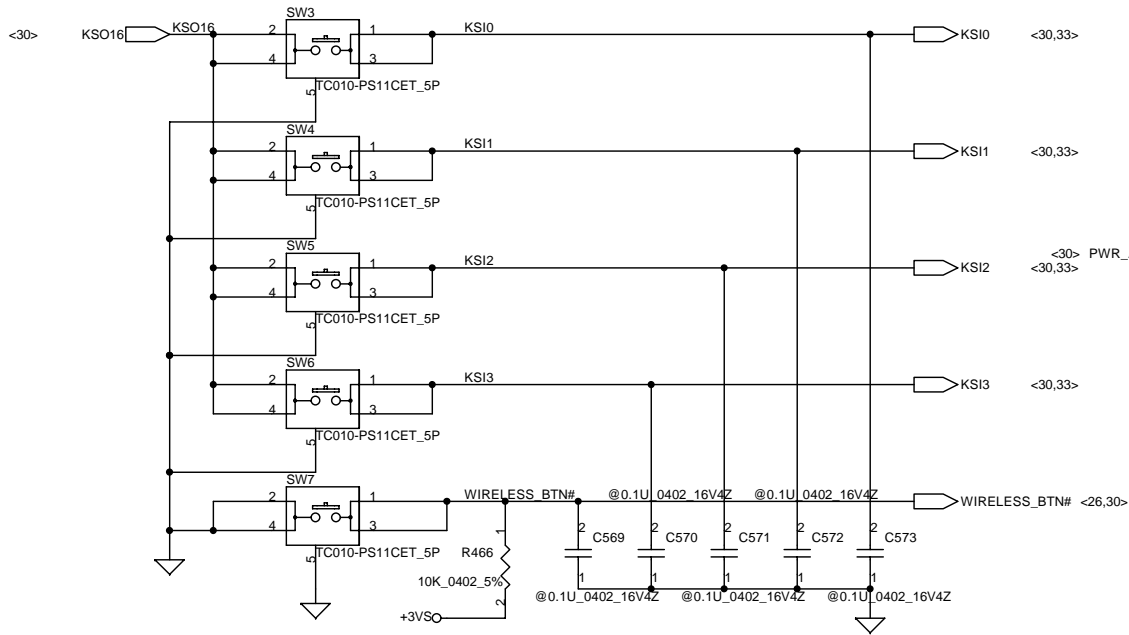 SW3
<30> KSO16 KSO16 2 1 KSI0 KSI0 <30,33>
4 3
TC010-PS11CET_5P
5
SW4
2 1 KSI1 KSI1 <30,33>
4 3
TC010-PS11CET_5P
5
SW5
<30> PWR_
2 1 KSI2 KSI2 <30,33>
4 3
TC010-PS11CET_5P
5
SW6
2 1 KSI3 KSI3 <30,33>
4 3
TC010-PS11CET_5P
5
SW7
2 1 WIRELESS_BTN# @0.1U_0402_16V4Z @0.1U_0402_16V4Z WIRELESS_BTN# <26,30>
4 3
1 2 C569 2 C570 2 C571 2 C572 2 C573
TC010-PS11CET_5P
5 R466
10K_0402_5% 1 1 1 1 1
2 @0.1U_0402_16V4Z @0.1U_0402_16V4Z @0.1U_0402_16V4Z
+3VS